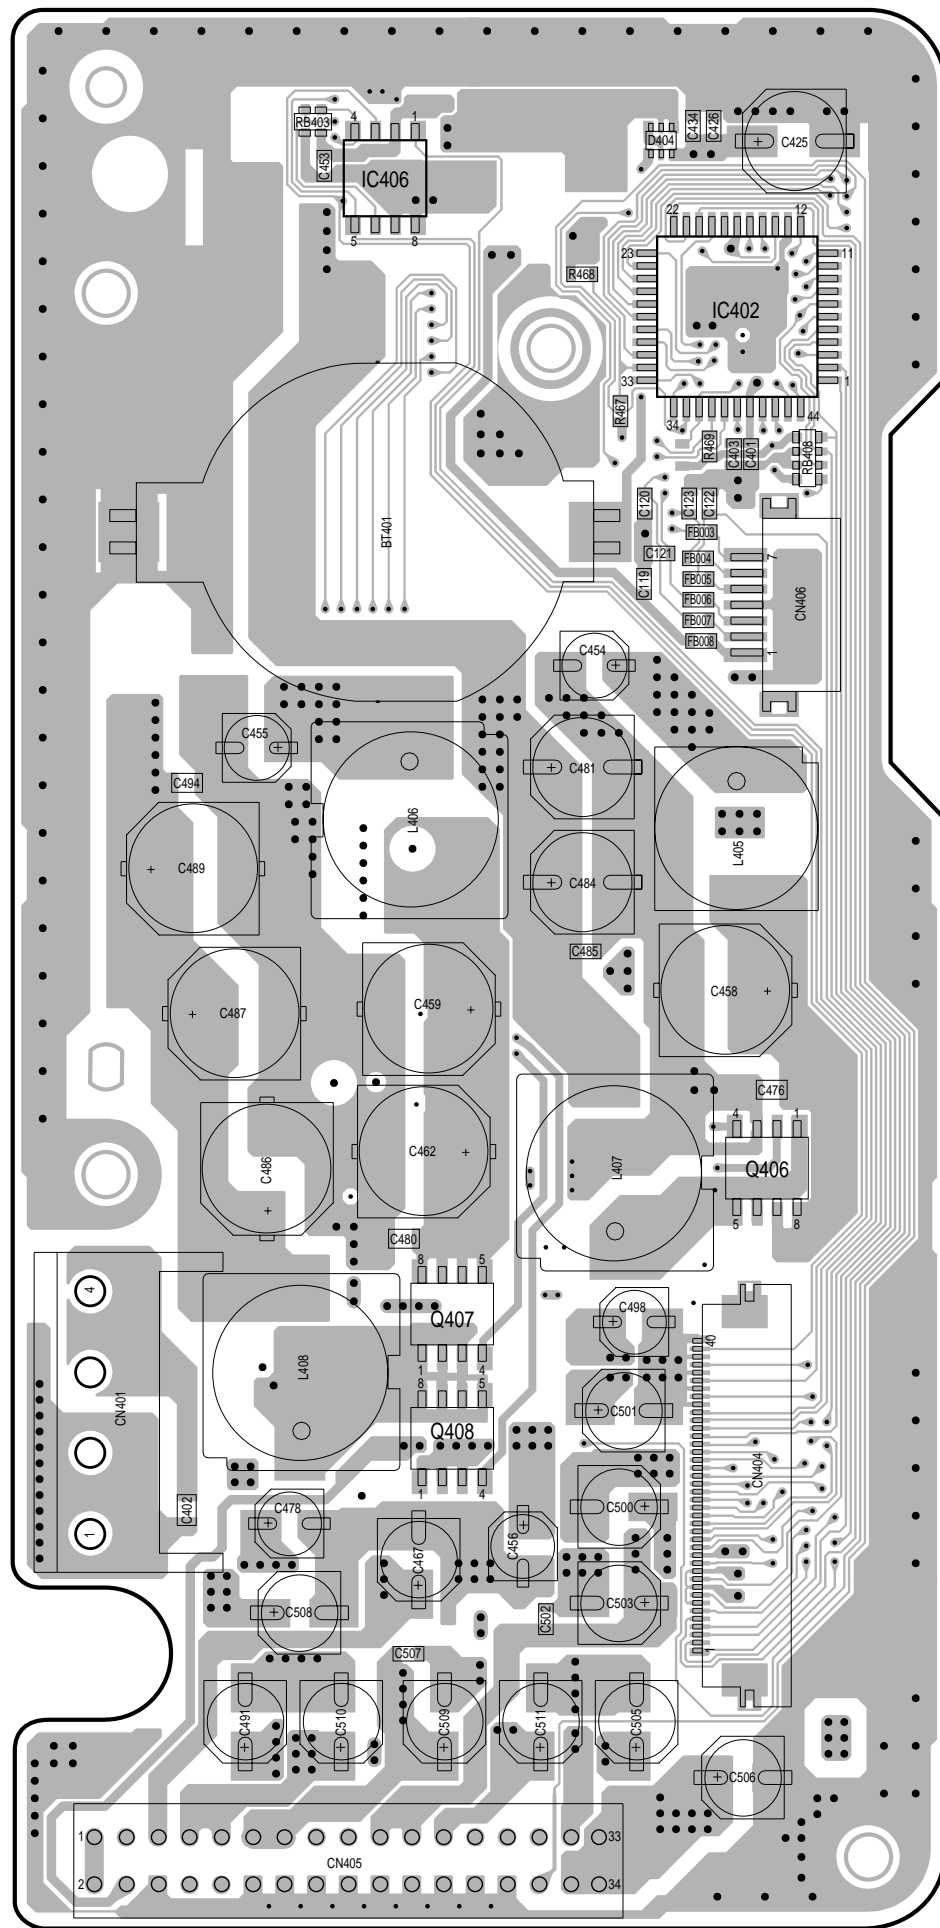 RB403
4
1
C453
IC406
5
8
D404
C434
C426
C425
22
12
23
11
R468
IC402
33
1
R467
34
44
R469
C403
C401
RB408
C120
C123
C122
FB003
BT401
C121
FB004
7
C119
FB005
FB006
CN406
FB007
FB008
1
C454
C455
C494
L406
C481
L405
C489
C484
C485
C487
C459
C458
C476
4
1
C486
C462
L407
Q406
5
8
C480
8
5
4
Q407
C498
40
1
4
L408
CN401
8
5
C501
Q408
CN404
1
4
C402
C478
C500
1
C467
C456
C508
C502
C503
C507
1
C491
C510
C509
C511
C505
C506
1
33
CN405
2
34